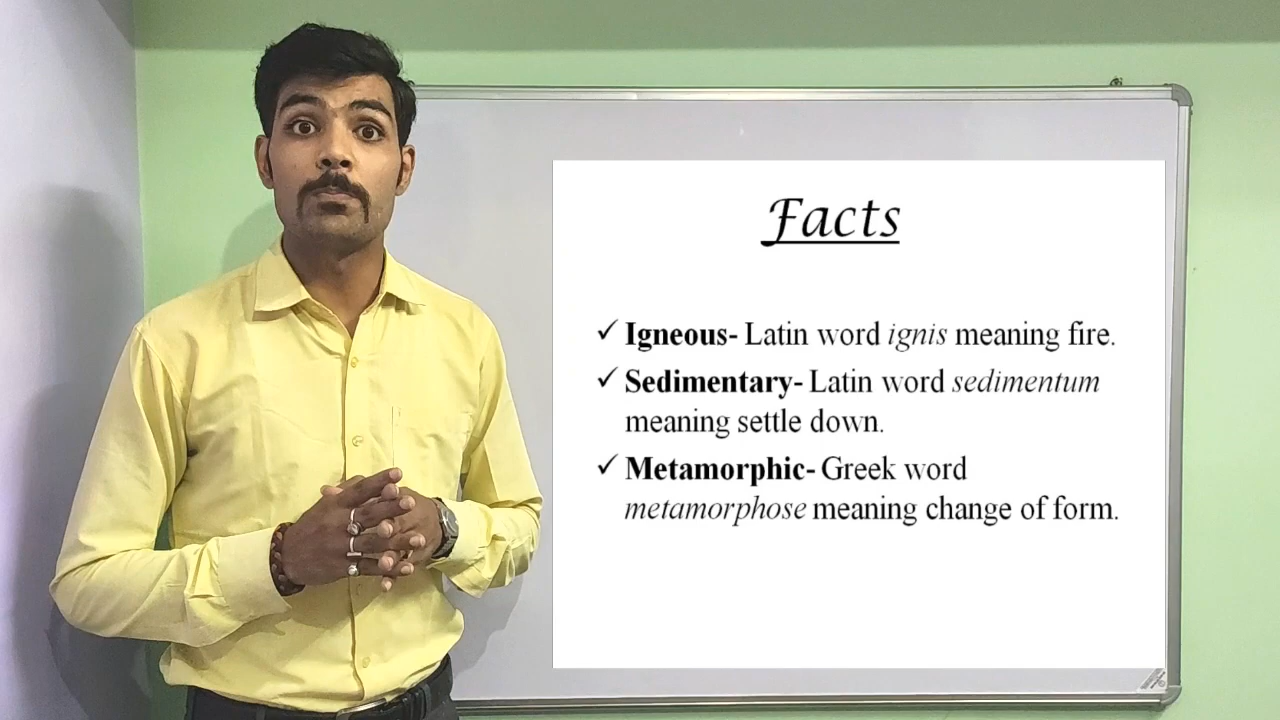 Facts
✓ Igneous- Latin word ignis meaning fire.
✓ Sedimentary- Latin word sedimentum
meaning settle down.
✓ Metamorphic- Greek word
metamorphose meaning change of form.